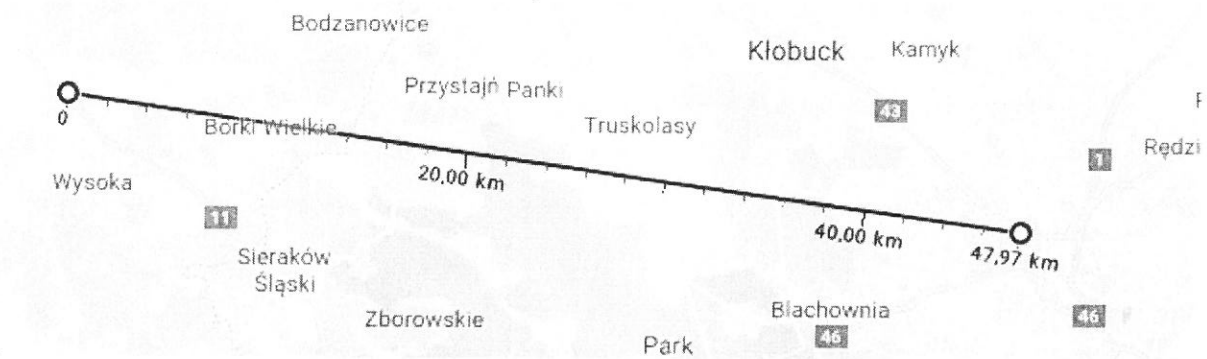 Bodzanowice
Kłobuck
Kamyk
Przystajń
Panki
43
0
Borki Wielkie
Truskolasy
1
Rędzi
Wysoka
20,00 km
11
40,00 km
47,97 km
Sieraków
Śląski
Zborowskie
Blachownia
46
46
Park